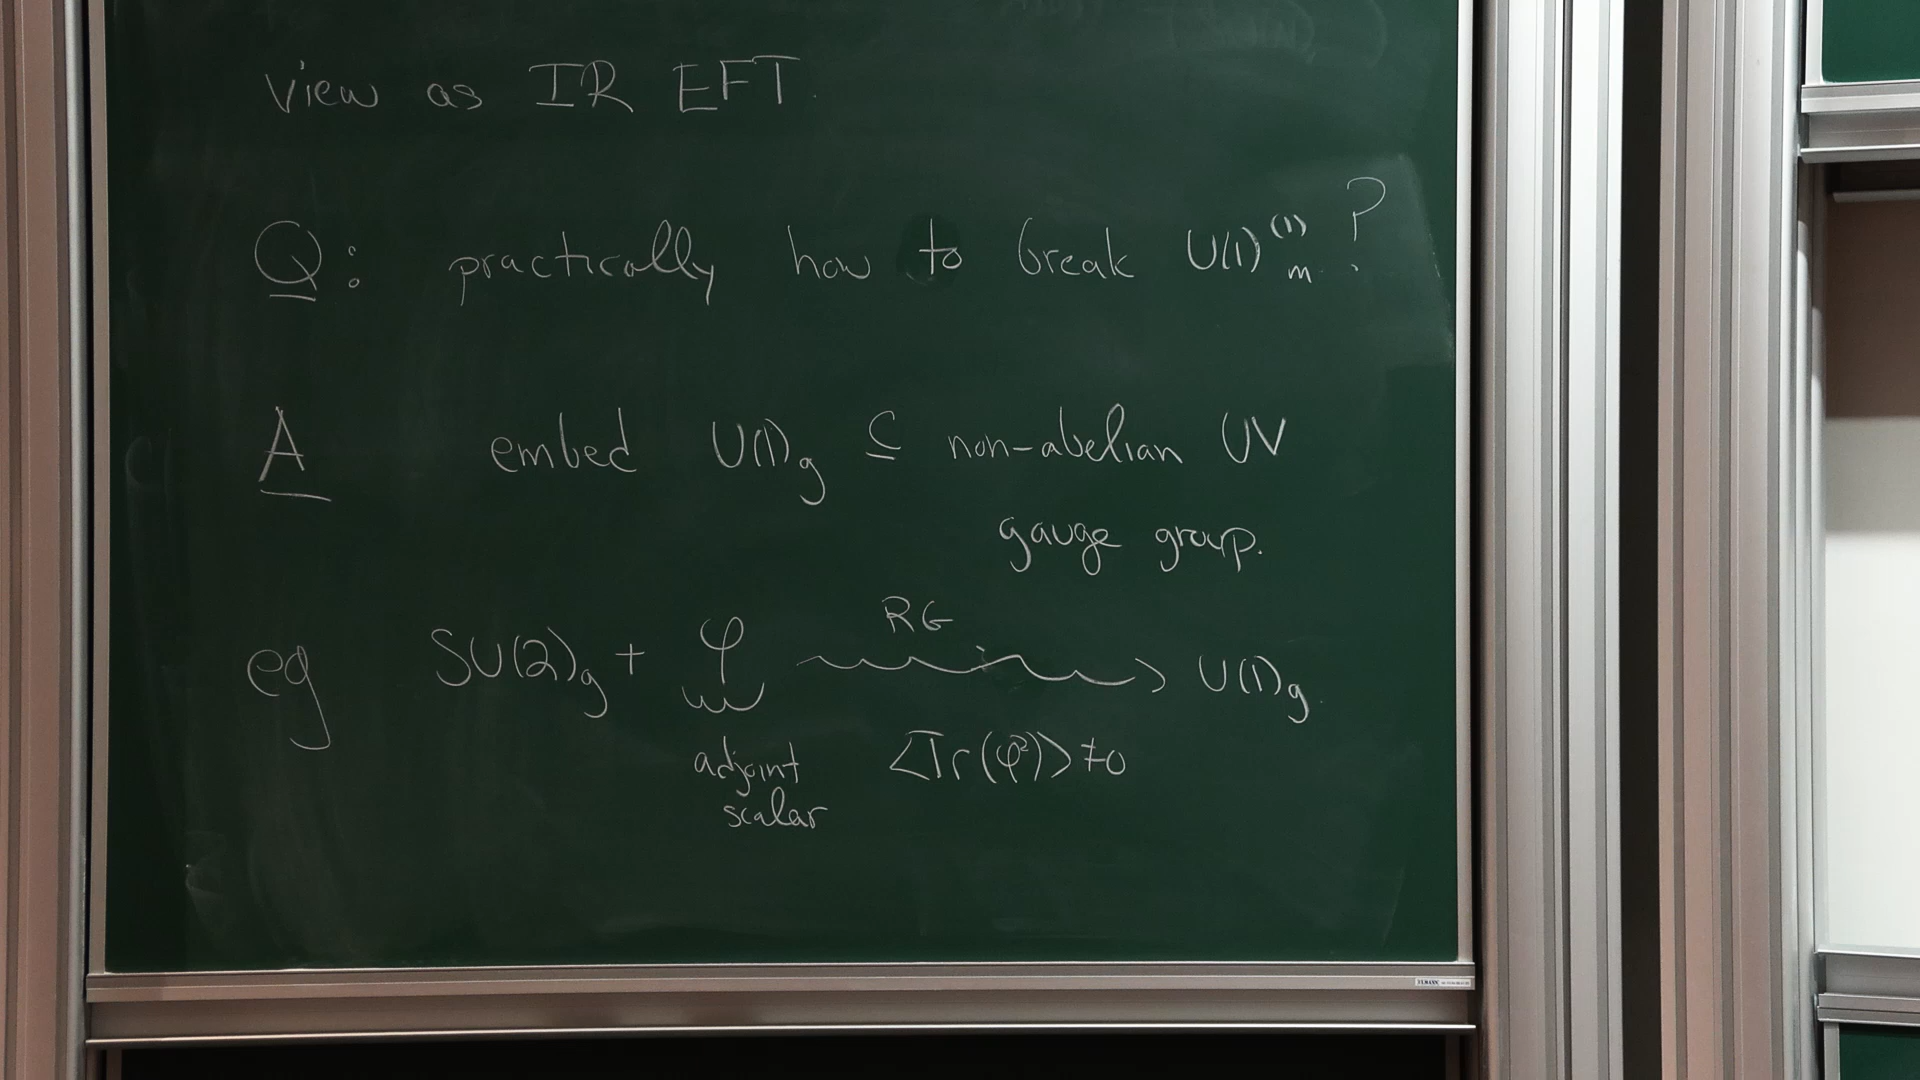 view as IR EFT.
Q: practically how to break U(1)_m^(1) ?
A embed U(1)_g ⊆ non-abelian UV
gauge group.
RG
eg SU(2)_g + φ ⟿ U(1)_g.
adjoint ⟨Tr(φ²)⟩ ≠ 0
scalar